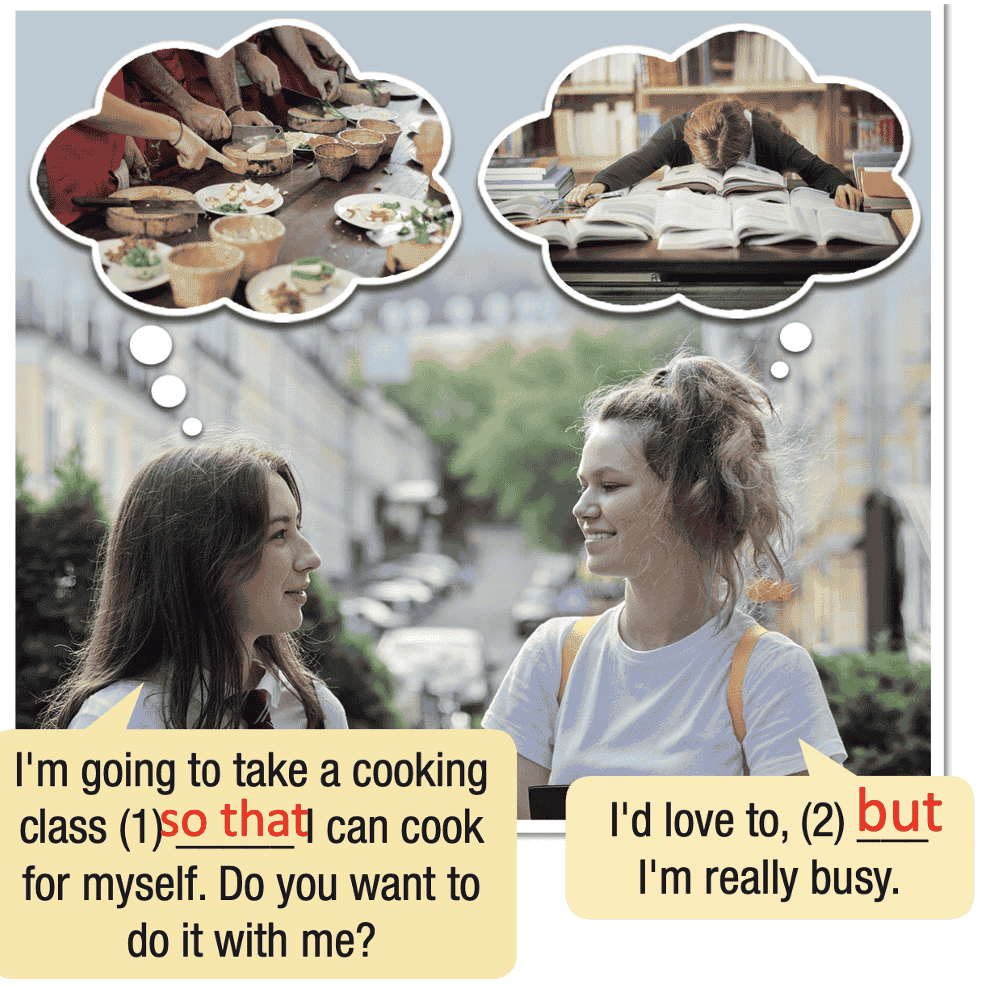 I'm going to take a cooking
class (1) so that I can cook
for myself. Do you want to
do it with me?
I'd love to, (2) but
I'm really busy.